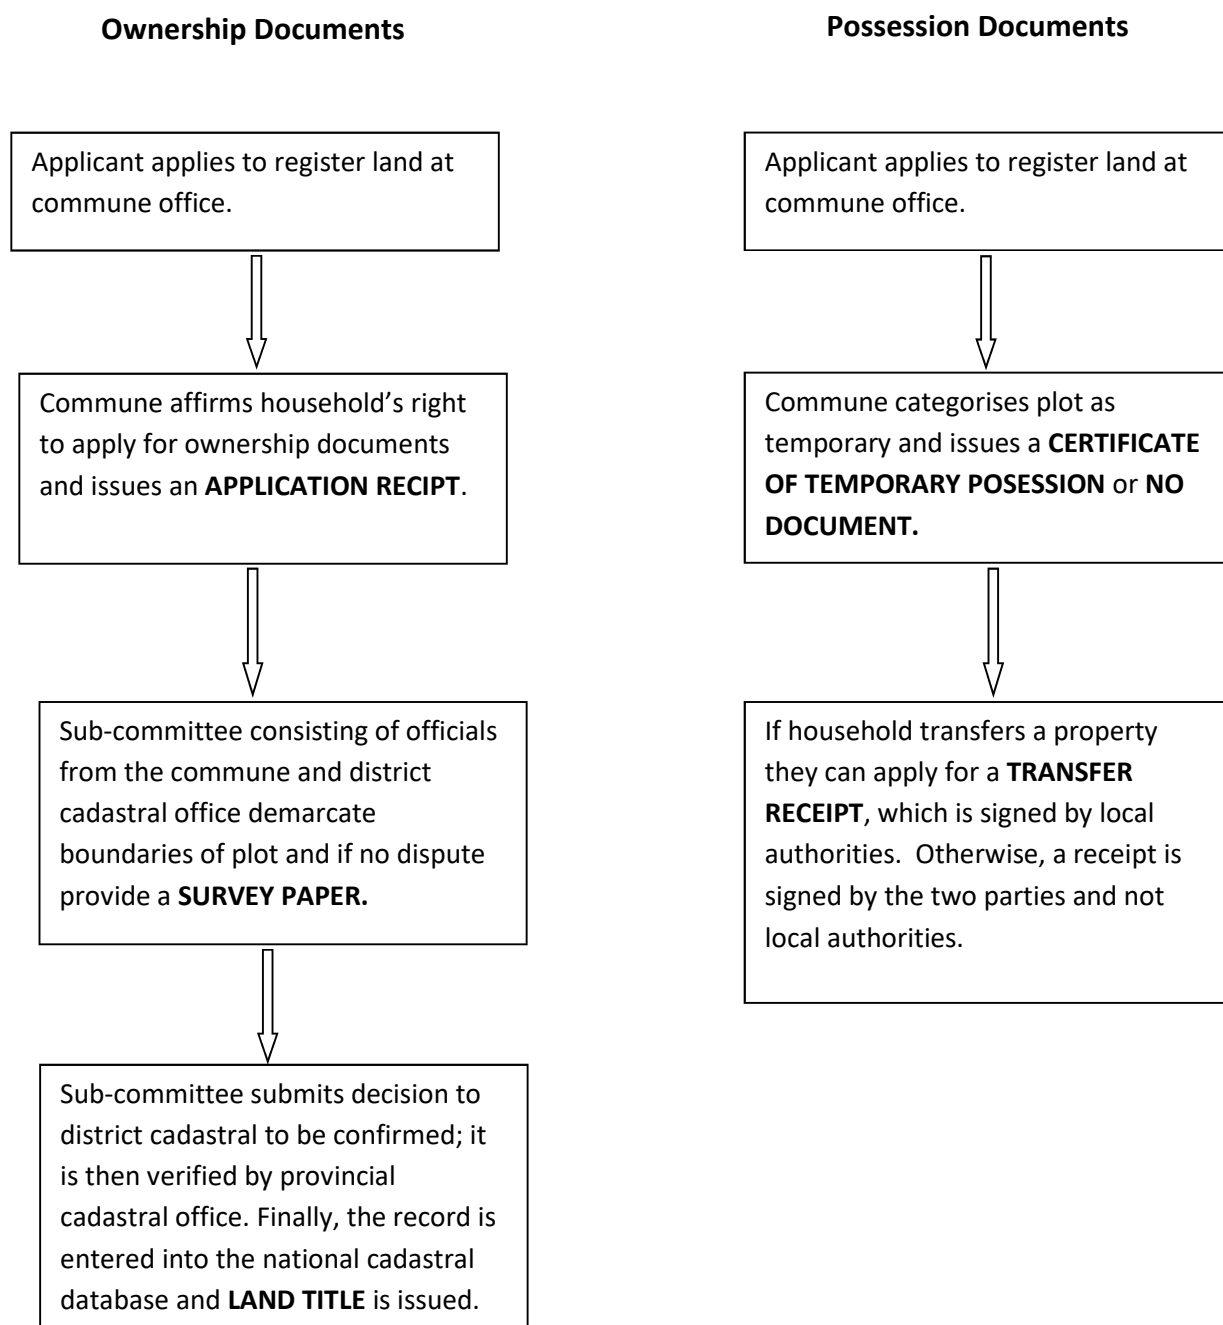 Ownership Documents
Applicant applies to register land at
commune office.
Commune affirms household’s right
to apply for ownership documents
and issues an APPLICATION RECIPT.
Sub-committee consisting of officials
from the commune and district
cadastral office demarcate
boundaries of plot and if no dispute
provide a SURVEY PAPER.
Sub-committee submits decision to
district cadastral to be confirmed; it
is then verified by provincial
cadastral office. Finally, the record is
entered into the national cadastral
database and LAND TITLE is issued.
Possession Documents
Applicant applies to register land at
commune office.
Commune categorises plot as
temporary and issues a CERTIFICATE
OF TEMPORARY POSESSION or NO
DOCUMENT.
If household transfers a property
they can apply for a TRANSFER
RECEIPT, which is signed by local
authorities.  Otherwise, a receipt is
signed by the two parties and not
local authorities.